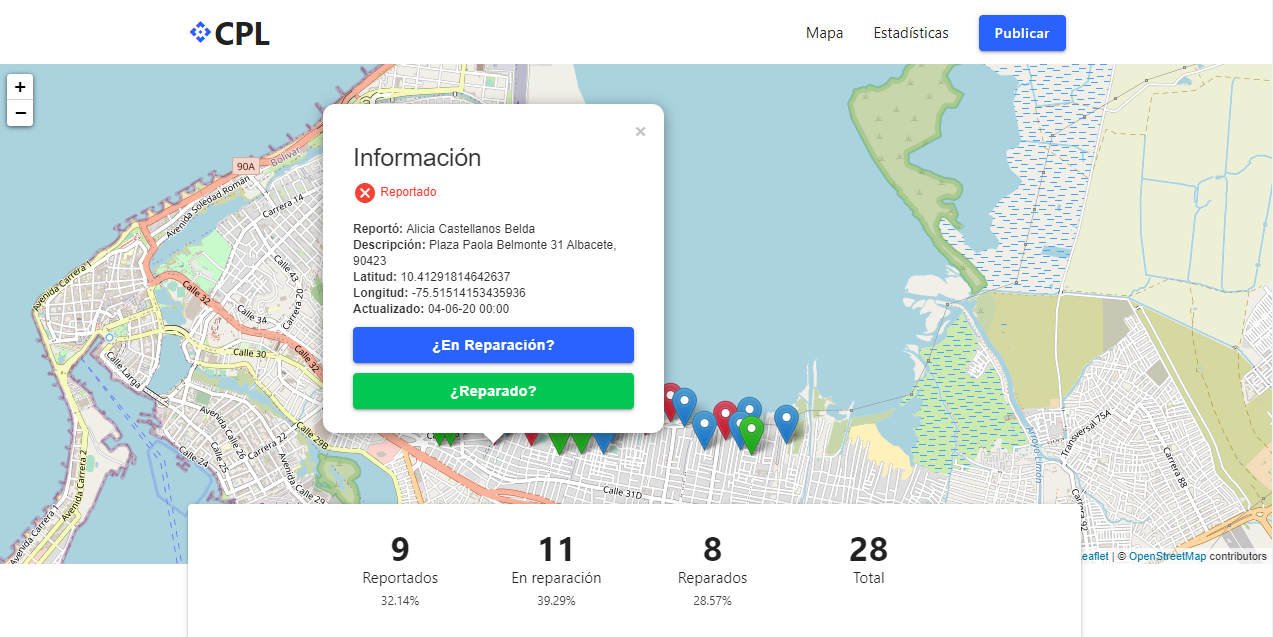 CPL
Mapa
Estadísticas
Publicar
+
−
90A
Bolívar
Avenida Soledad Román
Carrera 14
Calle 43
Calle 32
Carrera 20
Calle 34
Calle 30
Calle 32
Avenida Carrera 1
Calle Larga
Avenida Calle 26
Calle 25
Calle 24
Carrera 22
Calle 29B
Avenida Calle 29
Avenida Carrera 2
Avenida Carrera 1
×
Información
Reportado
Reportó: Alicia Castellanos Belda
Descripción: Plaza Paola Belmonte 31 Albacete,
90423
Latitud: 10.41291814642637
Longitud: -75.51514153435936
Actualizado: 04-06-20 00:00
¿En Reparación?
¿Reparado?
Calle 31D
Transversal 75A
Carrera 88
Carrera 92
eaflet | © OpenStreetMap contributors
9
Reportados
32.14%
11
En reparación
39.29%
8
Reparados
28.57%
28
Total